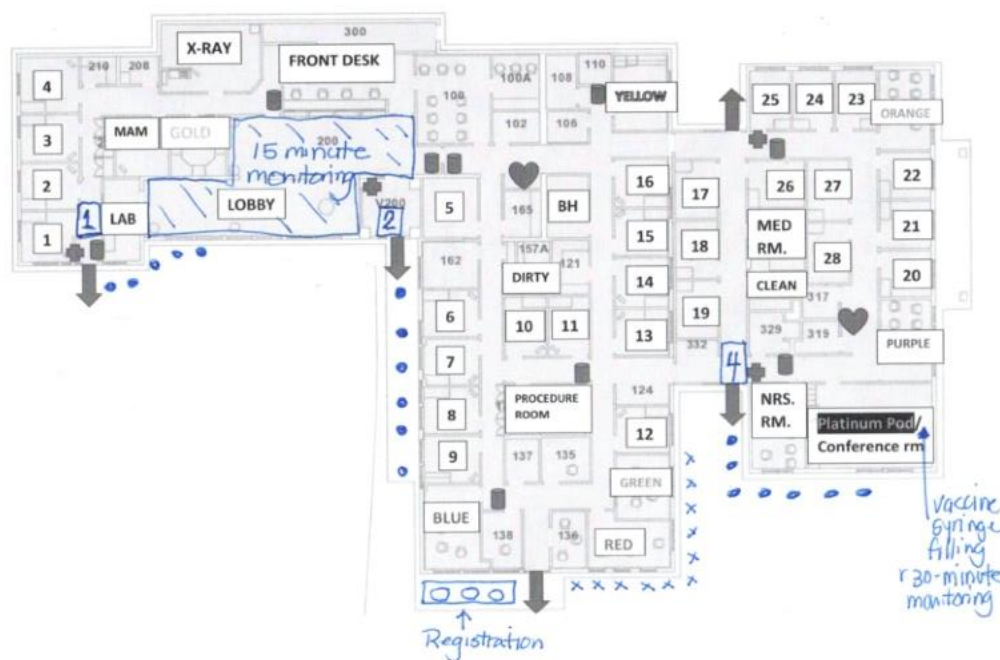 300
X-RAY
FRONT DESK
210
208
4
MAM
GOLD
3
200
15 minute
monitoring
2
LOBBY
1
LAB
1
V200
2
106
100A
108
110
YELLOW
102
106
5
165
BH
16
162
157A
121
DIRTY
15
6
10
11
14
7
13
8
PROCEDURE
ROOM
124
9
12
137
135
GREEN
BLUE
138
136
RED
Registration
25
24
23
ORANGE
17
26
27
22
MED
RM.
21
18
28
CLEAN
20
19
317
329
319
332
PURPLE
4
NRS.
RM.
Platinum Pod/
Conference rm
vaccine
syringe
filling
r 30-minute
monitoring